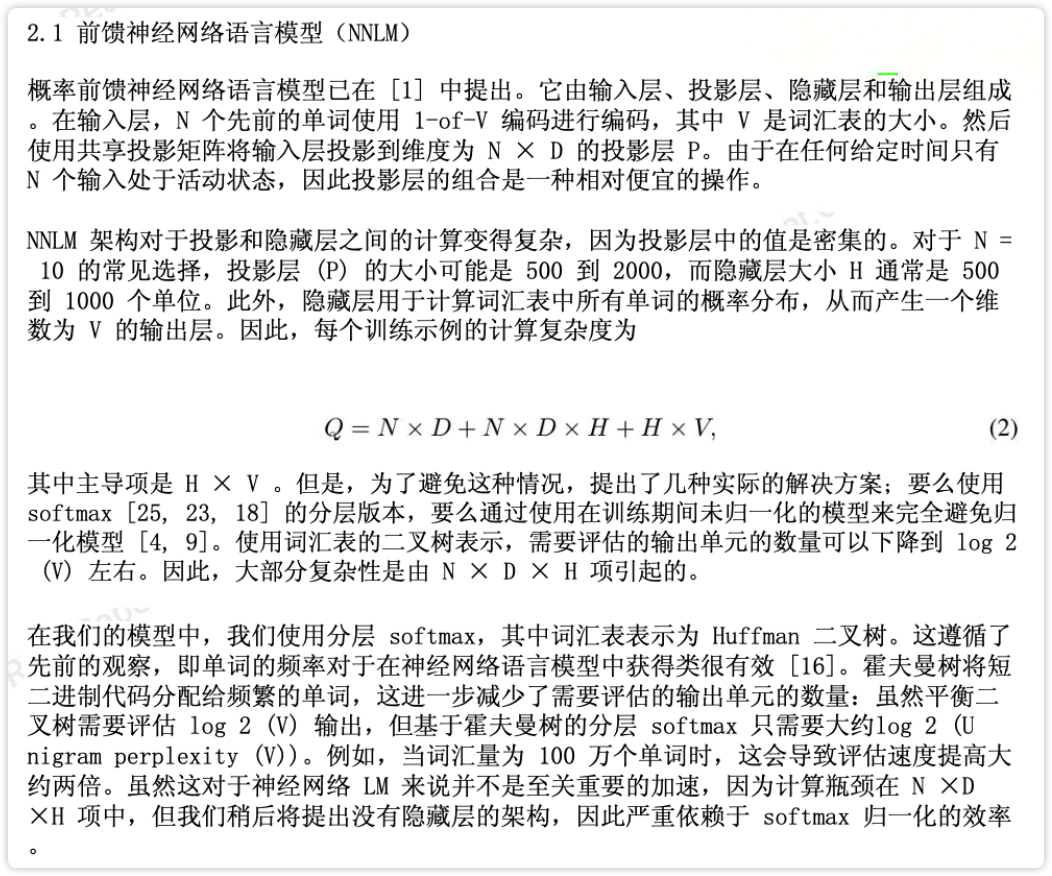 2.1 前馈神经网络语言模型（NNLM）
概率前馈神经网络语言模型已在 [1] 中提出。它由输入层、投影层、隐藏层和输出层组成
。在输入层，N 个先前的单词使用 1-of-V 编码进行编码，其中 V 是词汇表的大小。然后
使用共享投影矩阵将输入层投影到维度为 N × D 的投影层 P。由于在任何给定时间只有
N 个输入处于活动状态，因此投影层的组合是一种相对便宜的操作。
NNLM 架构对于投影和隐藏层之间的计算变得复杂，因为投影层中的值是密集的。对于 N =
10 的常见选择，投影层 (P) 的大小可能是 500 到 2000，而隐藏层大小 H 通常是 500
到 1000 个单位。此外，隐藏层用于计算词汇表中所有单词的概率分布，从而产生一个维
数为 V 的输出层。因此，每个训练示例的计算复杂度为
Q = N × D + N × D × H + H × V, (2)
其中主导项是 H × V 。但是，为了避免这种情况，提出了几种实际的解决方案；要么使用
softmax [25, 23, 18] 的分层版本，要么通过使用在训练期间未归一化的模型来完全避免归
一化模型 [4, 9]。使用词汇表的二叉树表示，需要评估的输出单元的数量可以下降到 log 2
(V) 左右。因此，大部分复杂性是由 N × D × H 项引起的。
在我们的模型中，我们使用分层 softmax，其中词汇表表示为 Huffman 二叉树。这遵循了
先前的观察，即单词的频率对于在神经网络语言模型中获得类很有效 [16]。霍夫曼树将短
二进制代码分配给频繁的单词，这进一步减少了需要评估的输出单元的数量：虽然平衡二
叉树需要评估 log 2 (V) 输出，但基于霍夫曼树的分层 softmax 只需要大约log 2 (U
nigram perplexity (V))。例如，当词汇量为 100 万个单词时，这会导致评估速度提高大
约两倍。虽然这对于神经网络 LM 来说并不是至关重要的加速，因为计算瓶颈在 N ×D
×H 项中，但我们稍后将提出没有隐藏层的架构，因此严重依赖于 softmax 归一化的效率
。